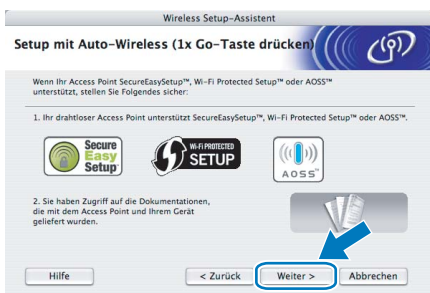 Wireless Setup-Assistent
Setup mit Auto-Wireless (1x Go-Taste drücken)
Wenn Ihr Access Point SecureEasySetup™, Wi-Fi Protected Setup™ oder AOSS™
unterstützt, stellen Sie Folgendes sicher:
1. Ihr drahtloser Access Point unterstützt SecureEasySetup™, Wi-Fi Protected Setup™ oder AOSS™.
Secure
Easy
Setup
WI-FI PROTECTED
SETUP
AOSS™
2. Sie haben Zugriff auf die Dokumentationen,
die mit dem Access Point und Ihrem Gerät
geliefert wurden.
Hilfe
< Zurück
Weiter >
Abbrechen